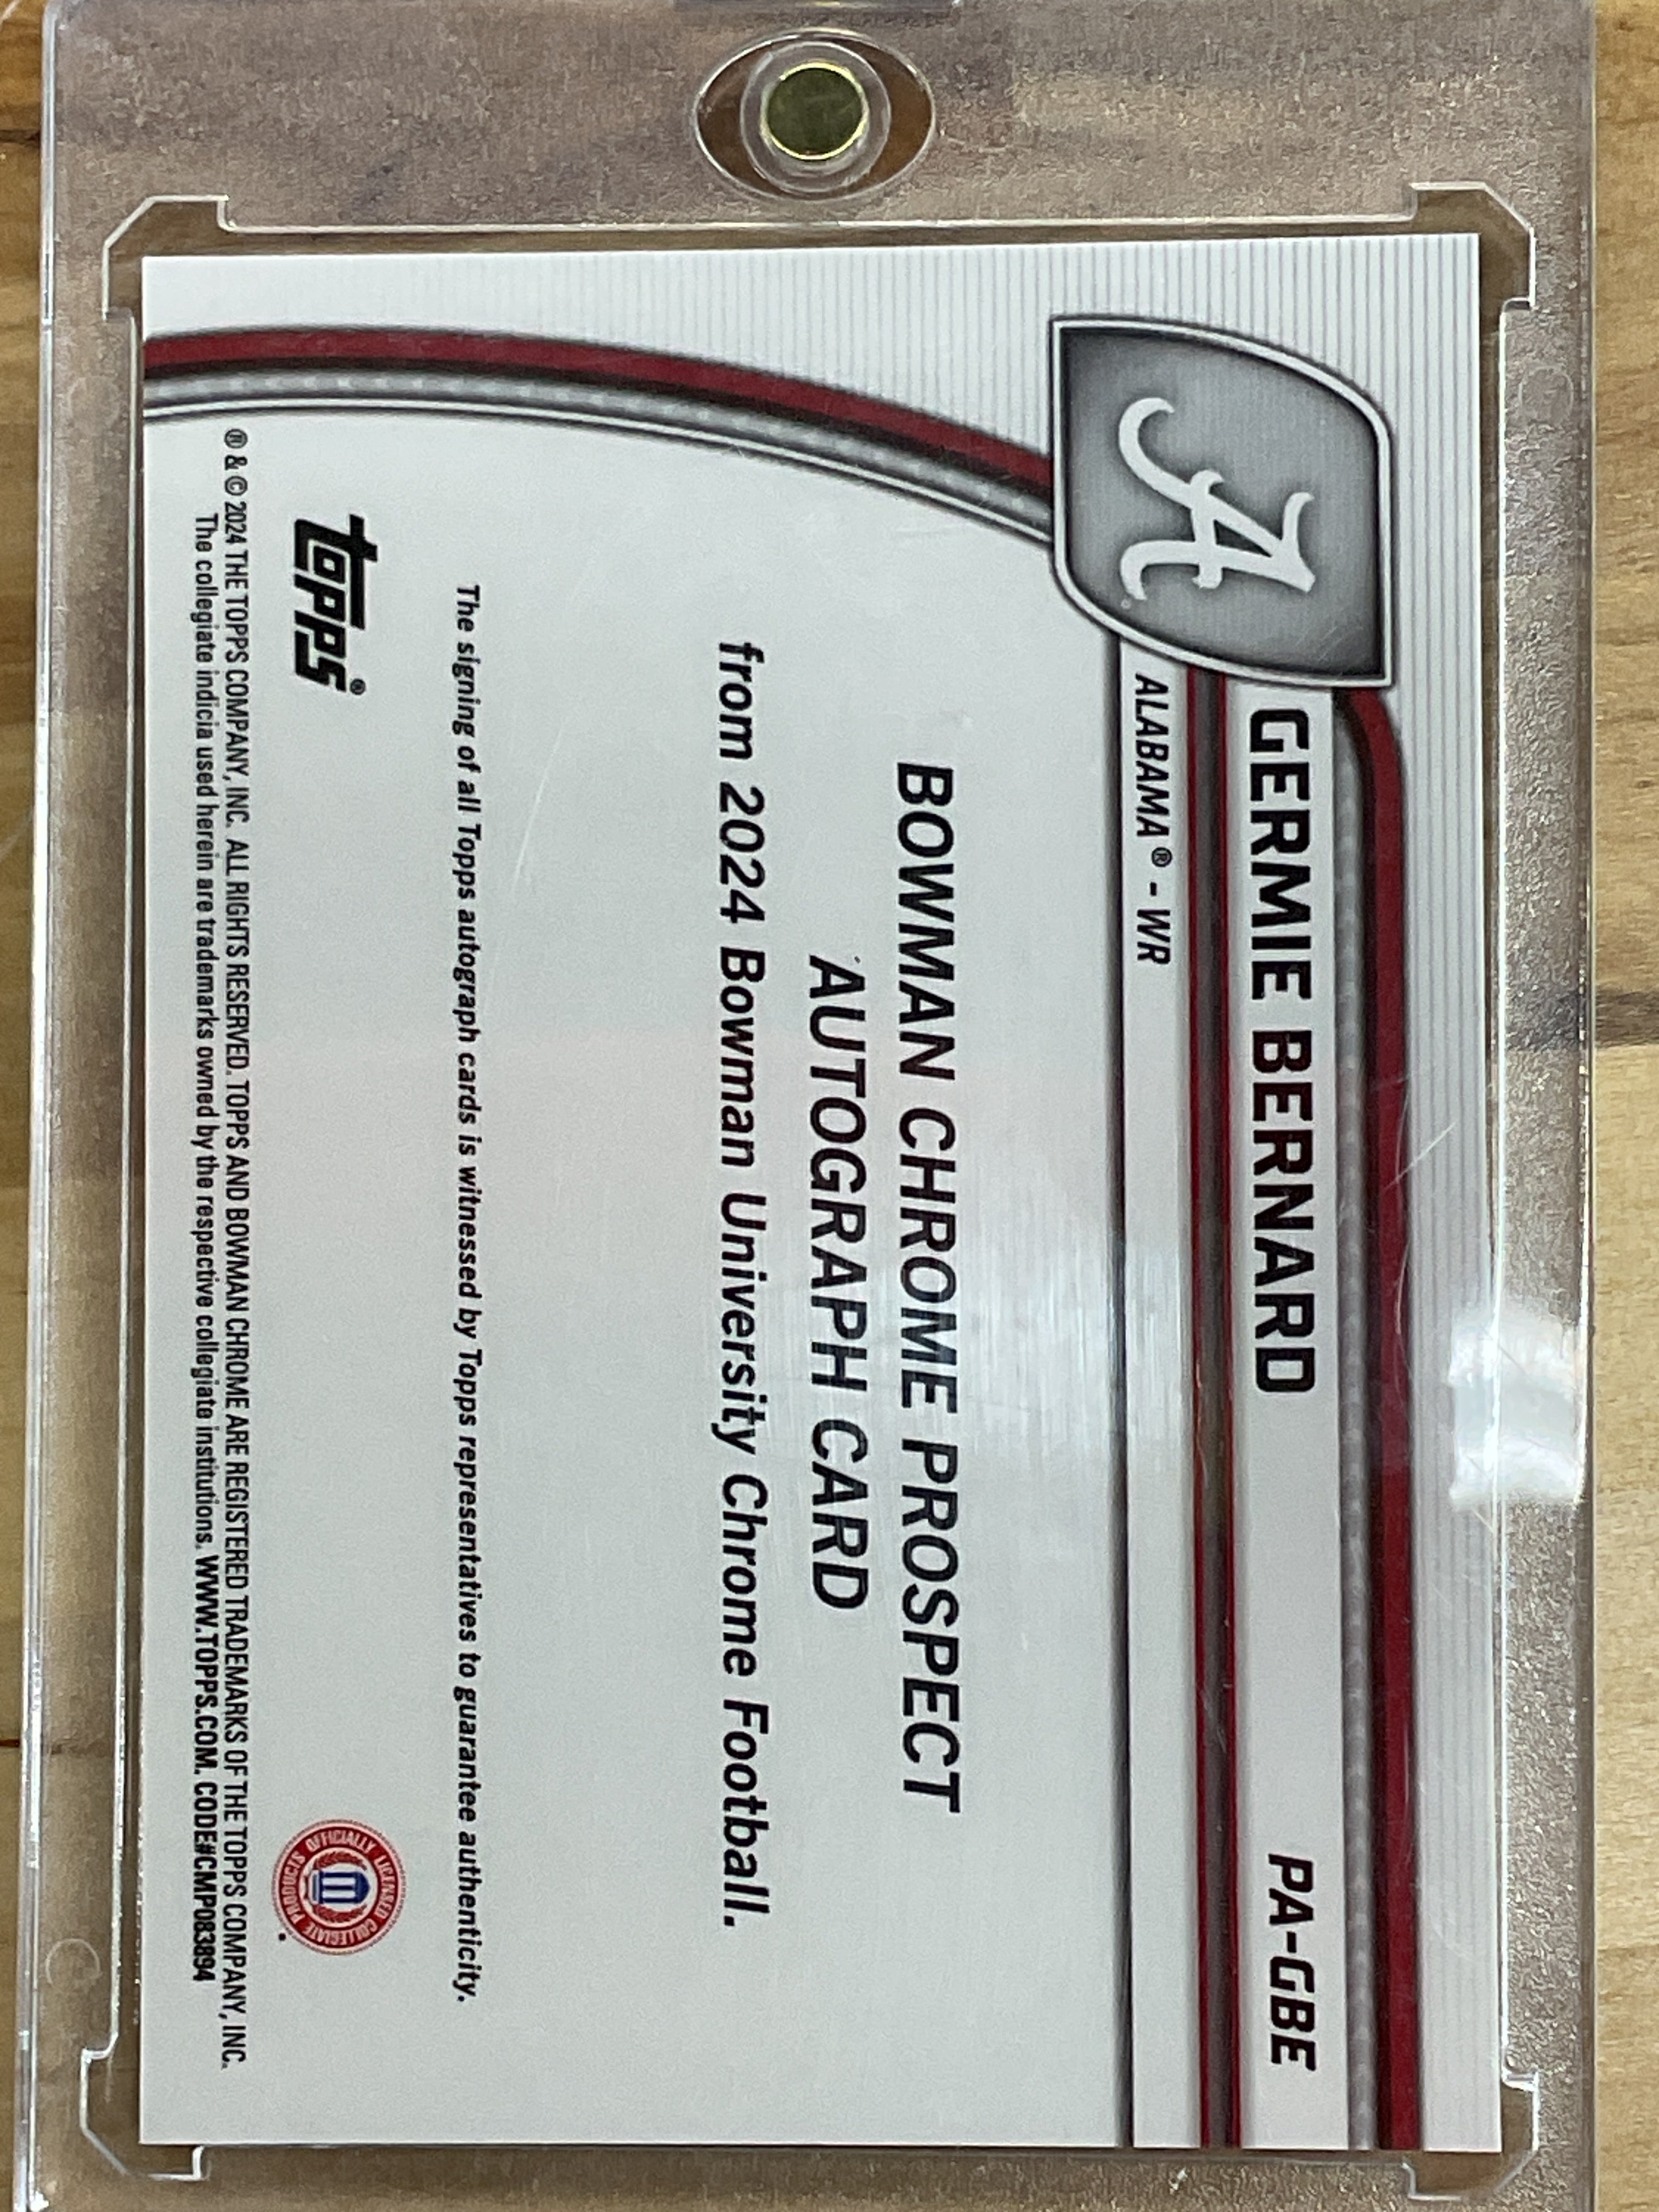 GERMIE BERNARD
PA-GBE
ALABAMA® - WR
BOWMAN CHROME PROSPECT
AUTOGRAPH CARD
from 2024 Bowman University Chrome Football.
The signing of all Topps autograph cards is witnessed by Topps representatives to guarantee authenticity.
topps®
OFFICIALLY LICENSED COLLEGIATE PRODUCTS
® & © 2024 THE TOPPS COMPANY, INC. ALL RIGHTS RESERVED. TOPPS AND BOWMAN CHROME ARE REGISTERED TRADEMARKS OF THE TOPPS COMPANY, INC.
The collegiate indicia used herein are trademarks owned by the respective collegiate institutions. WWW.TOPPS.COM. CODE#CMP083894